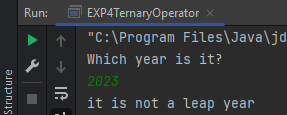 Run: EXP4TernaryOperator
"C:\Program Files\Java\jd
Which year is it?
2023
it is not a leap year
Structure